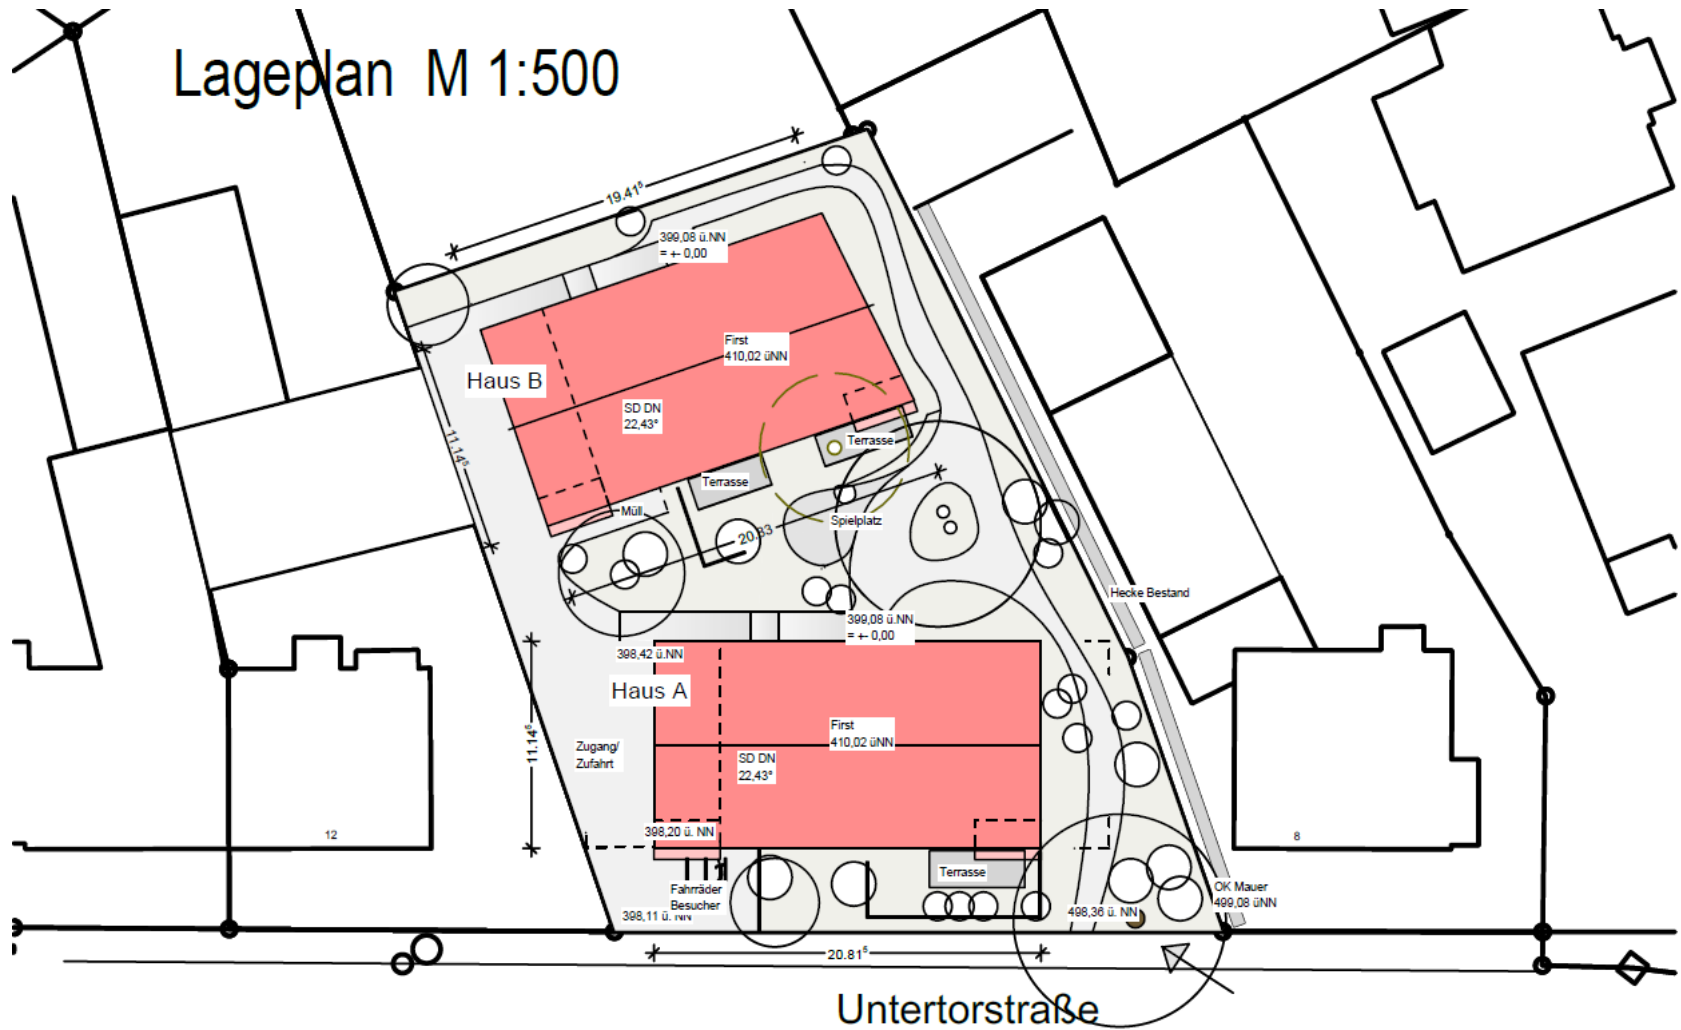 Lageplan M 1:500
19.41⁵
399,08 ü.NN
= +- 0,00
First
410,02 üNN
Haus B
SD DN
22,43°
11.14⁵
Terrasse
Terrasse
Müll
Spielplatz
20.83
Hecke Bestand
399,08 ü.NN
= +- 0,00
398,42 ü.NN
Haus A
First
410,02 üNN
Zugang/
Zufahrt
SD DN
22,43°
11.14⁵
398,20 ü. NN
12
8
Terrasse
Fahrräder
Besucher
OK Mauer
499,08 üNN
398,11 ü. NN
498,36 ü. NN
20.81⁵
Untertorstraße